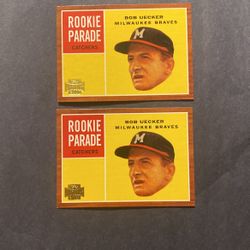 ROOKIE
PARADE
CATCHERS
BOB UECKER
MILWAUKEE BRAVES
M
ROOKIE
PARADE
CATCHERS
BOB UECKER
MILWAUKEE BRAVES
M